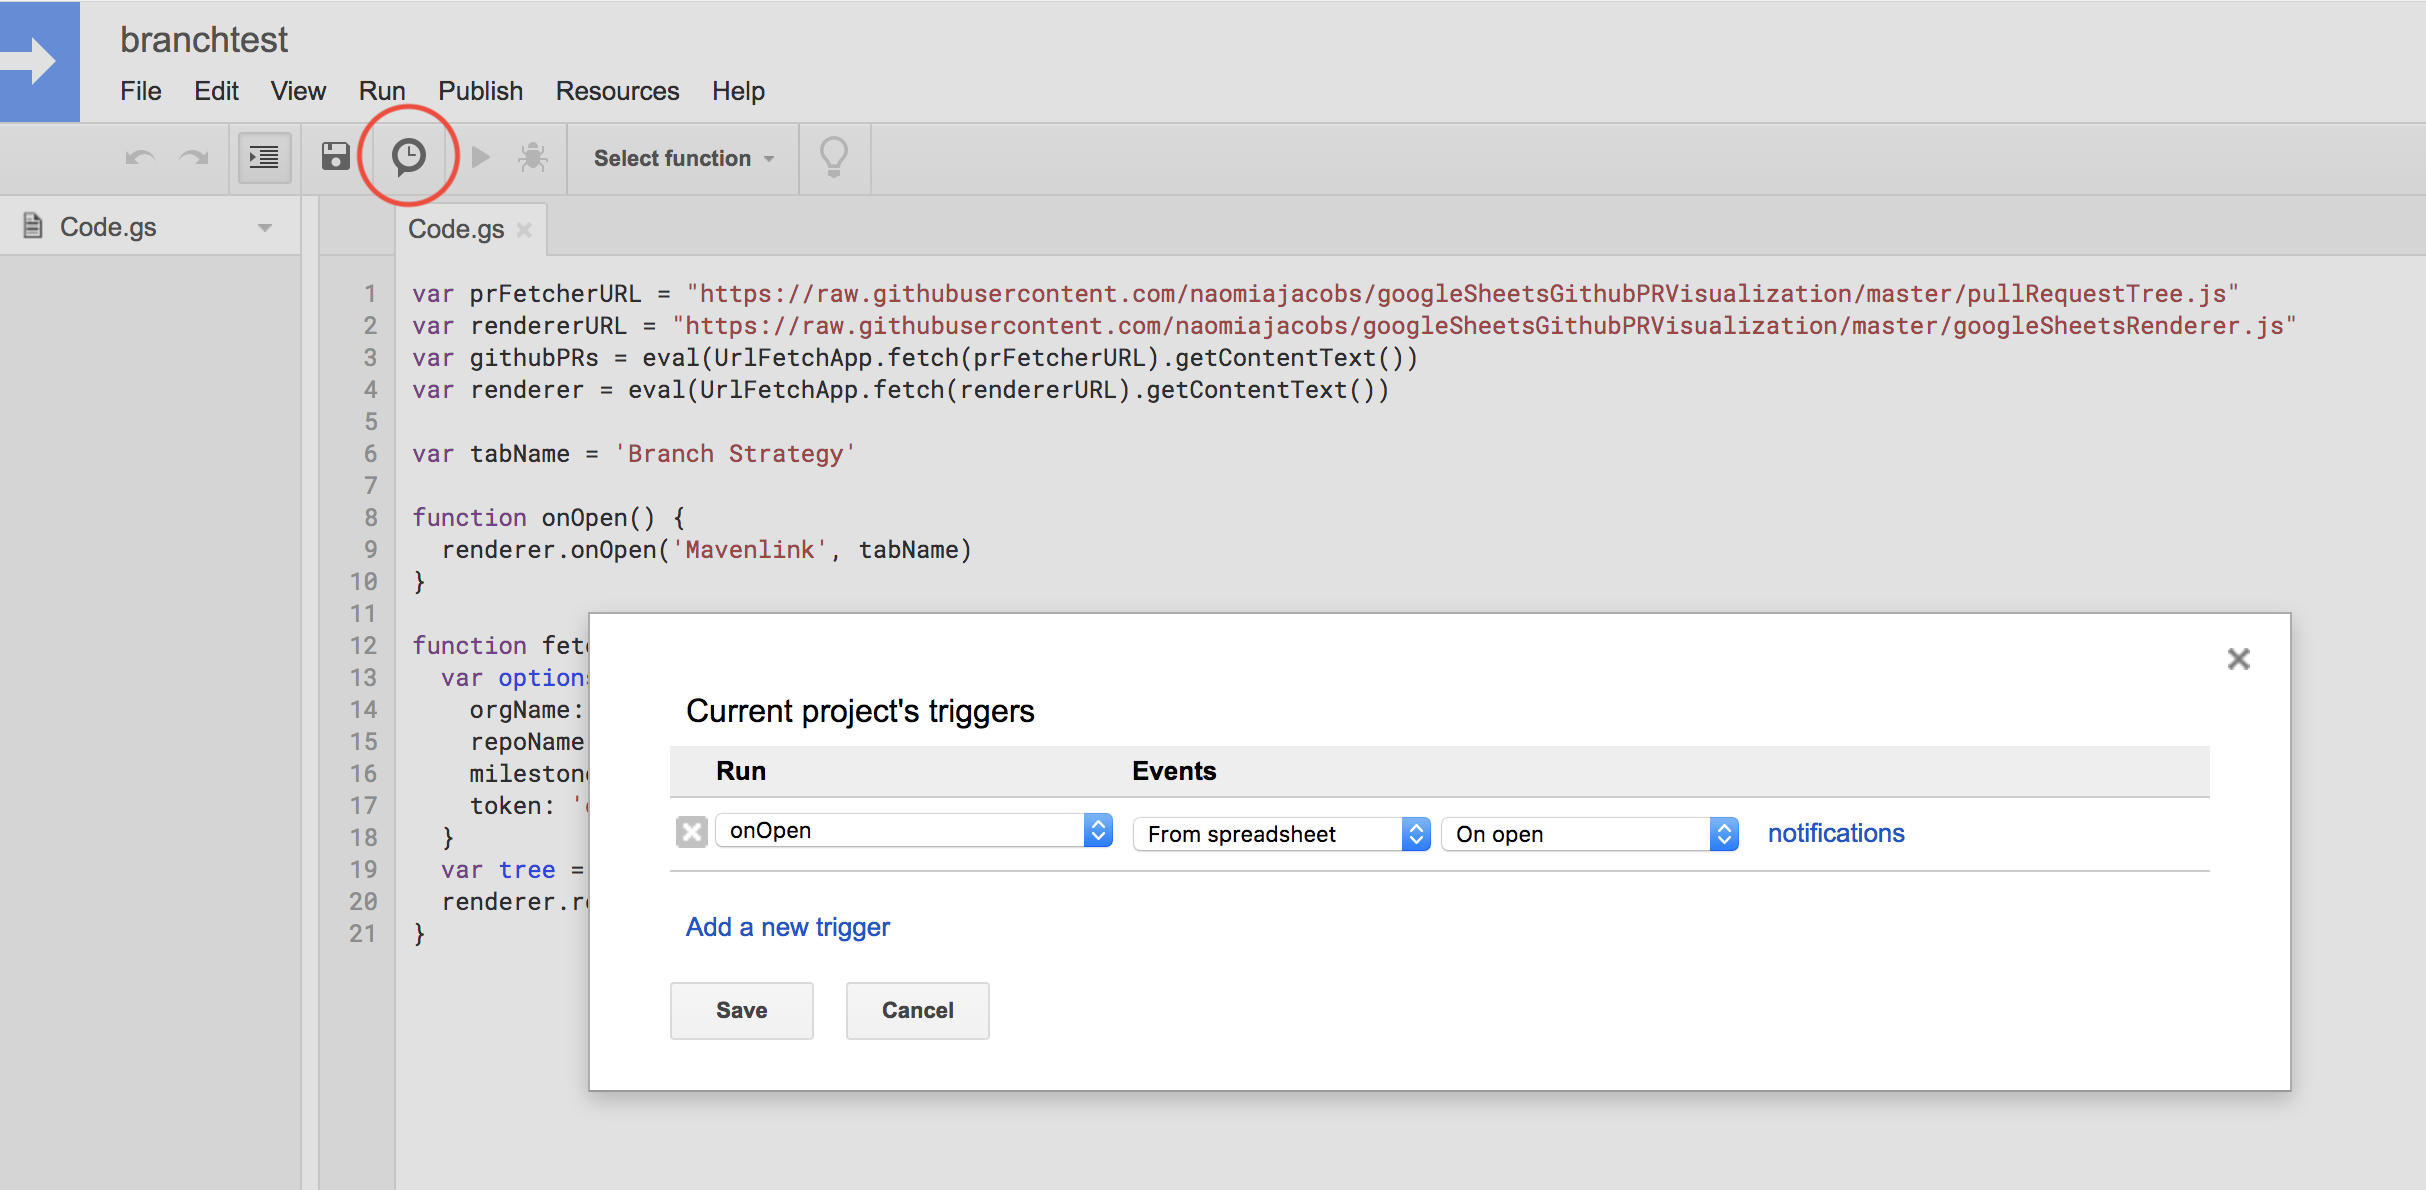 branchtest
File Edit View Run Publish Resources Help
Select function
Code.gs
Code.gs
1 var prFetcherURL = "https://raw.githubusercontent.com/naomiajacobs/googleSheetsGithubPRVisualization/master/pullRequestTree.js"
2 var rendererURL = "https://raw.githubusercontent.com/naomiajacobs/googleSheetsGithubPRVisualization/master/googleSheetsRenderer.js"
3 var githubPRs = eval(UrlFetchApp.fetch(prFetcherURL).getContentText())
4 var renderer = eval(UrlFetchApp.fetch(rendererURL).getContentText())
5
6 var tabName = 'Branch Strategy'
7
8 function onOpen() {
9 renderer.onOpen('Mavenlink', tabName)
10 }
11
12 function fet
13 var option
14 orgName:
15 repoName
16 mileston
17 token: '
18 }
19 var tree =
20 renderer.r
21 }
Current project's triggers
Run Events
onOpen From spreadsheet On open notifications
Add a new trigger
Save Cancel